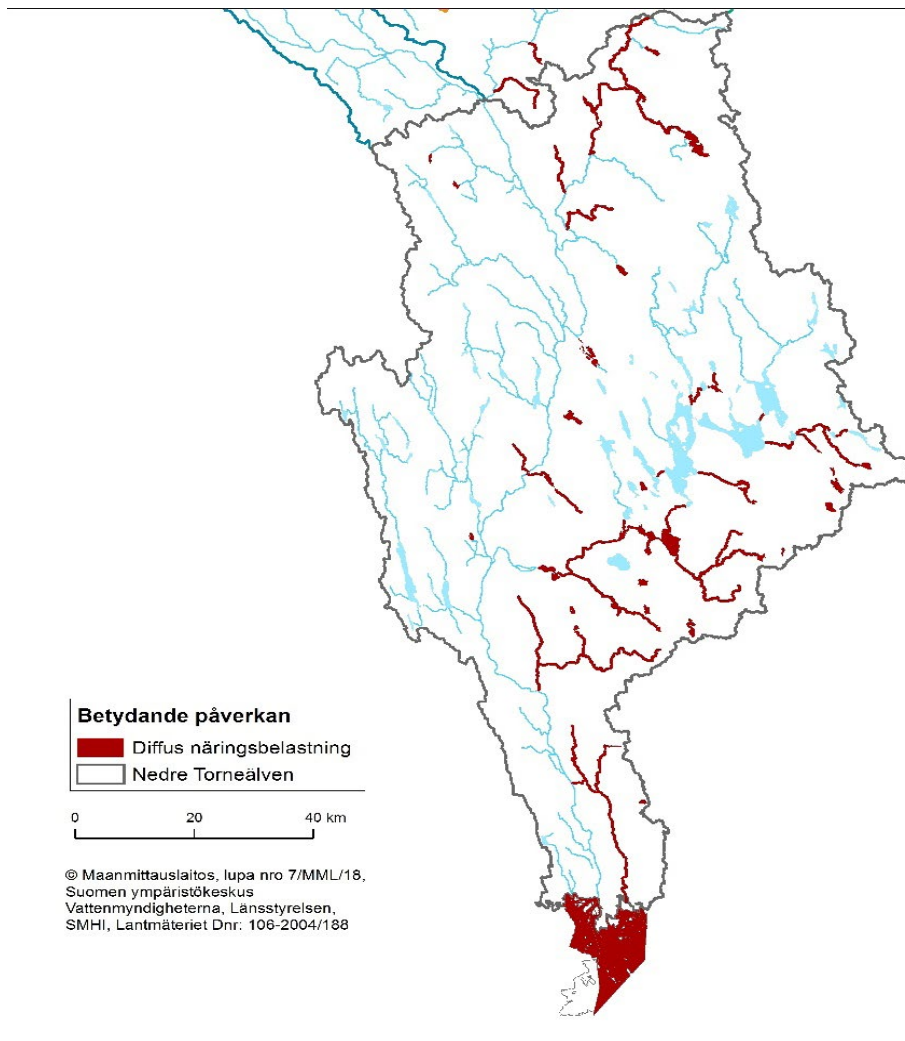 Betydande påverkan
Diffus näringsbelastning
Nedre Torneälven
0 20 40 km
© Maanmittauslaitos, lupa nro 7/MML/18,
Suomen ympäristökeskus
Vattenmyndigheterna, Länsstyrelsen,
SMHI, Lantmäteriet Dnr: 106-2004/188